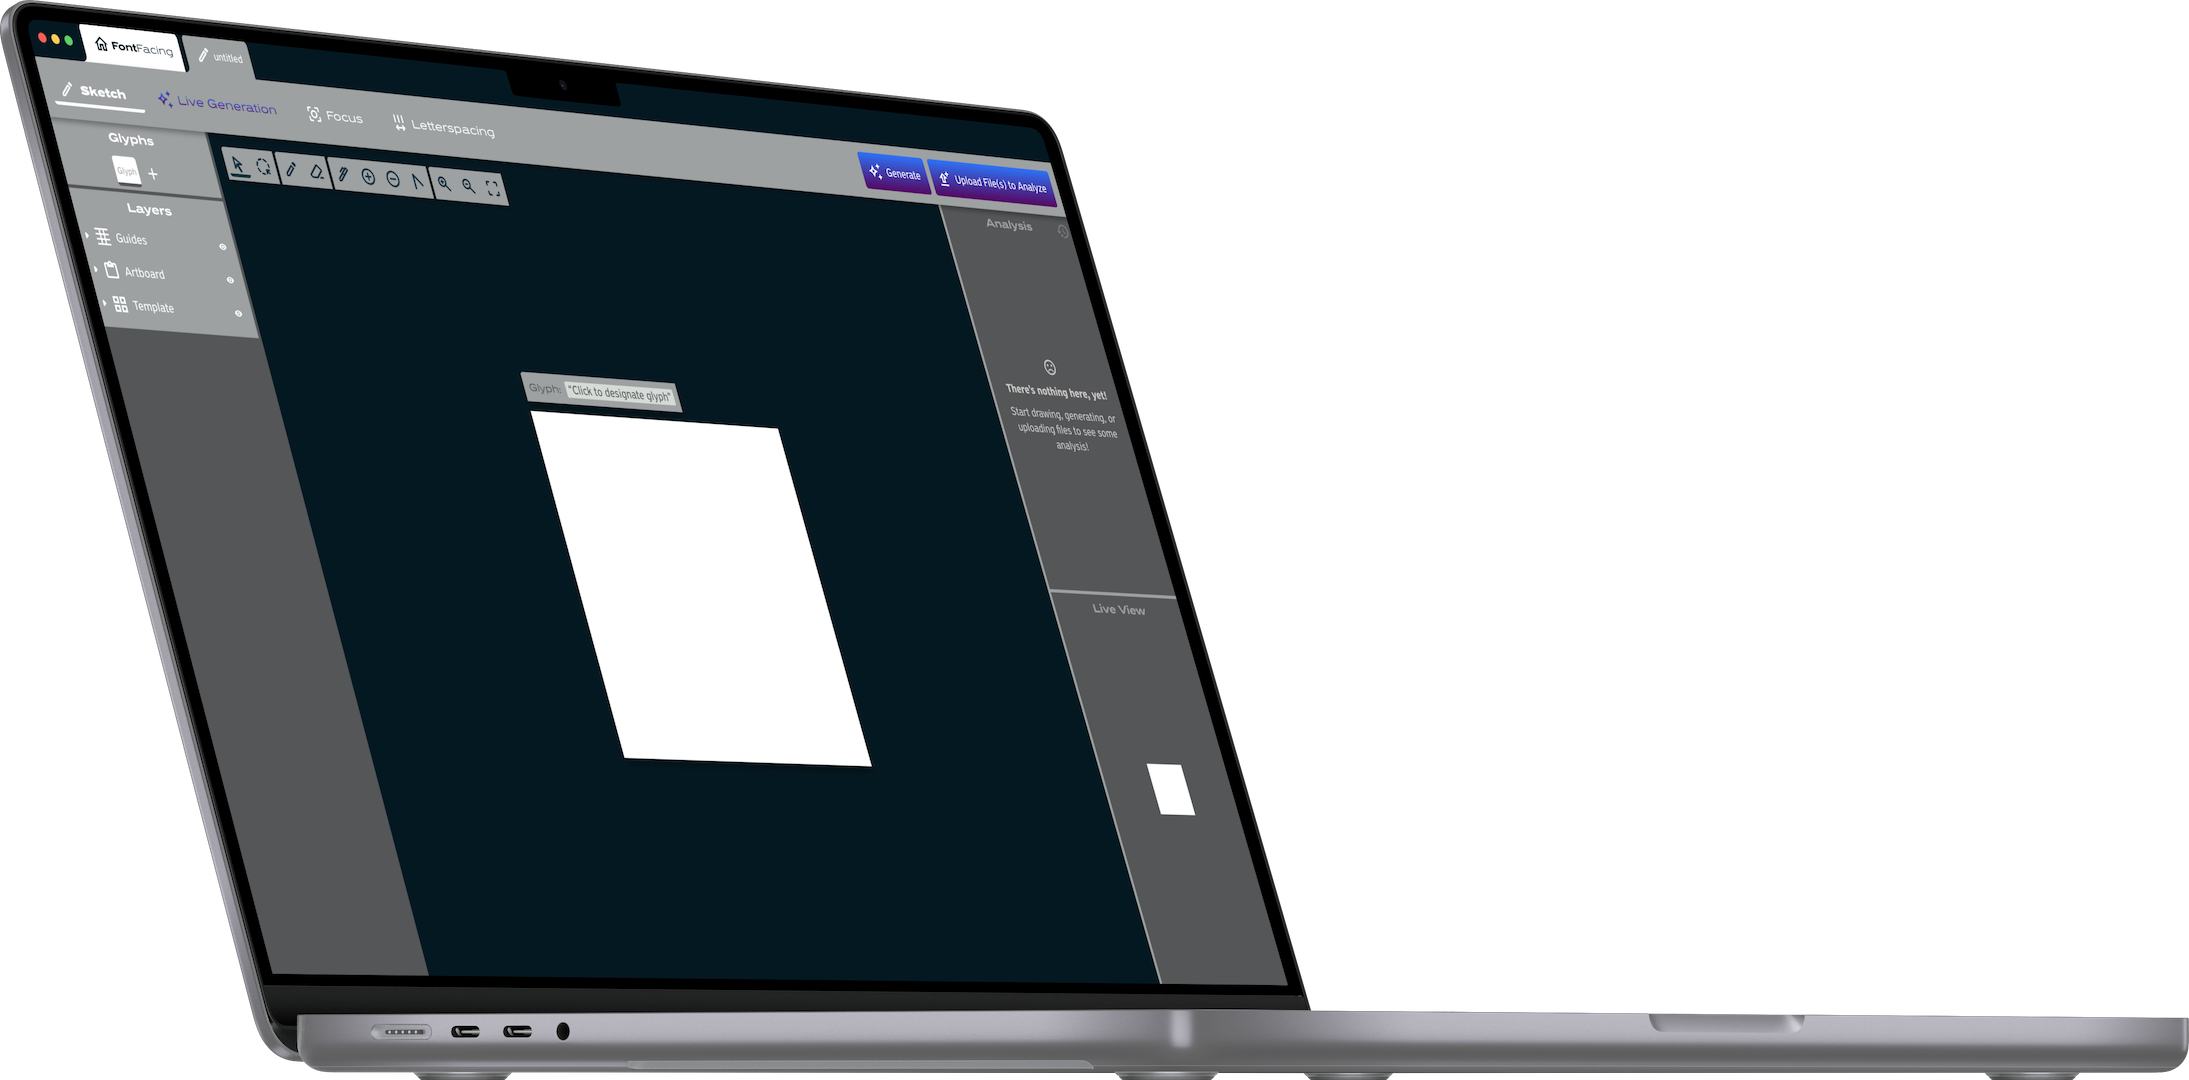 FontFacing
untitled
Sketch
Live Generation
Focus
Letterspacing
Generate
Upload File(s) to Analyze
Glyphs
Glyph
Layers
Guides
Artboard
Template
Glyph: "Click to designate glyph"
Analysis
There's nothing here, yet!
Start drawing, generating, or
uploading files to see some
analysis!
Live View